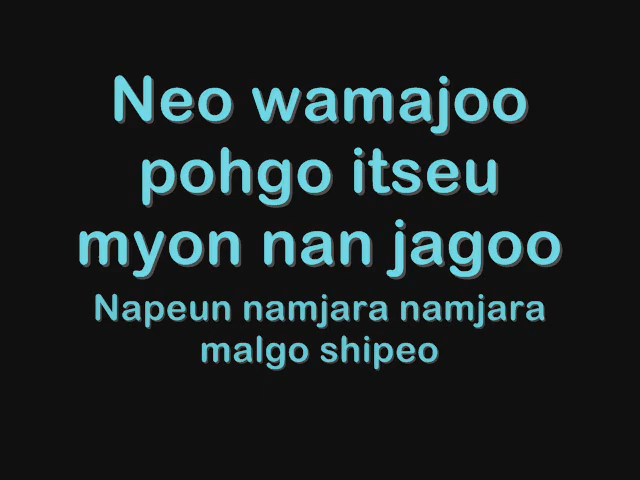 Neo wamajoo
pohgo itseu
myon nan jagoo
Napeun namjara namjara
malgo shipeo